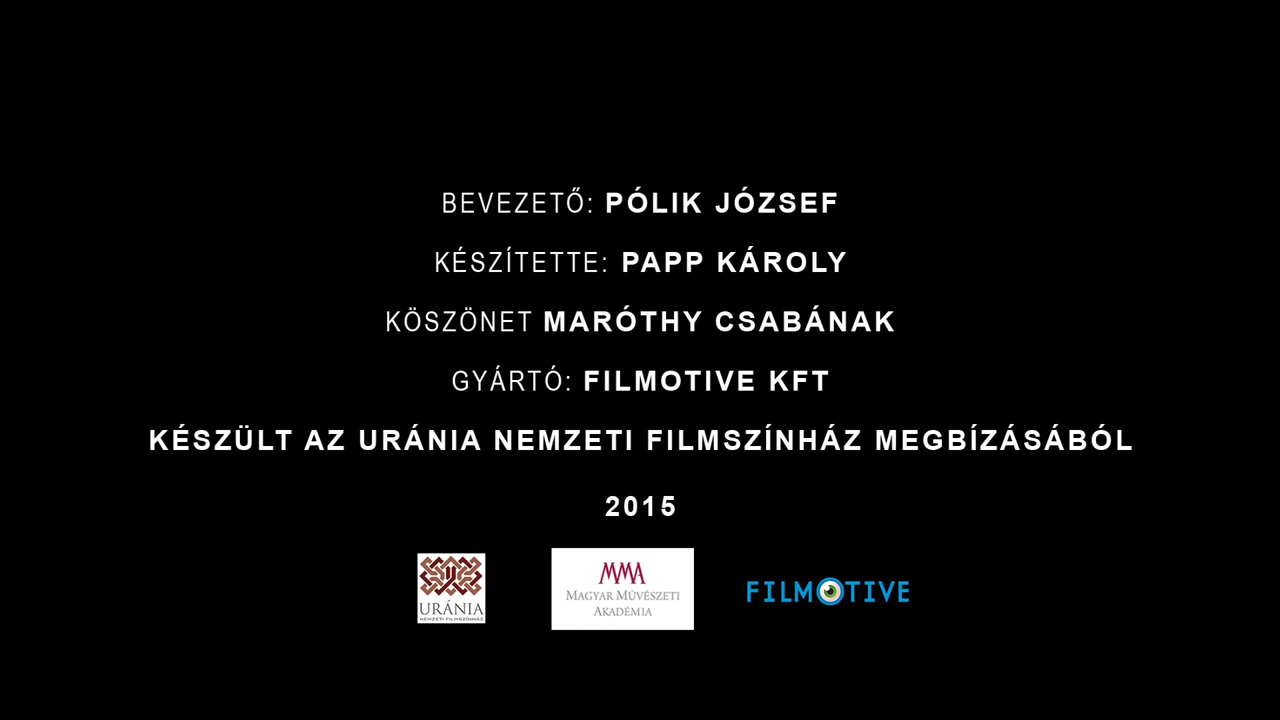 BEVEZETŐ: PÓLIK JÓZSEF
KÉSZÍTETTE: PAPP KÁROLY
KÖSZÖNET MARÓTHY CSABÁNAK
GYÁRTÓ: FILMOTIVE KFT
KÉSZÜLT AZ URÁNIA NEMZETI FILMSZÍNHÁZ MEGBÍZÁSÁBÓL
2015
URÁNIA
NEMZETI FILMSZÍNHÁZ
MMA
MAGYAR MŰVÉSZETI
AKADÉMIA
FILMOTIVE